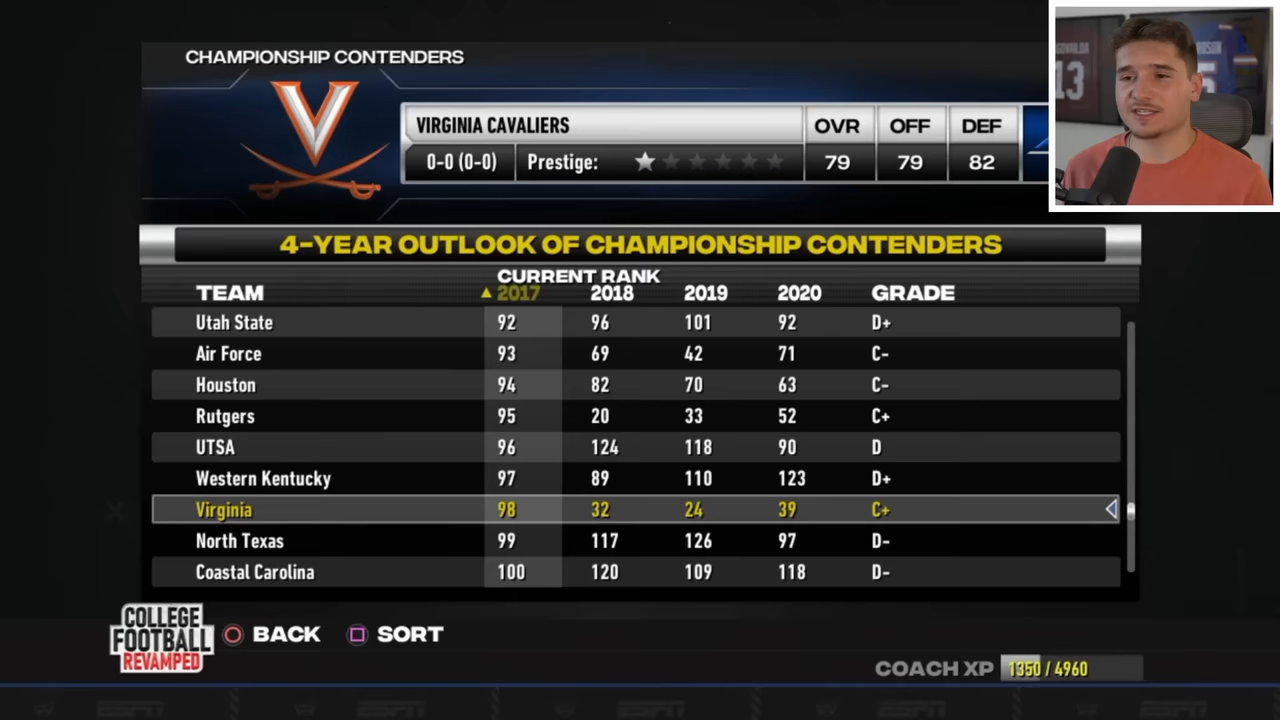 CHAMPIONSHIP CONTENDERS
VIRGINIA CAVALIERS OVR OFF DEF
0-0 (0-0) Prestige: 79 79 82
13
4-YEAR OUTLOOK OF CHAMPIONSHIP CONTENDERS
CURRENT RANK
TEAM 2017 2018 2019 2020 GRADE
Utah State 92 96 101 92 D+
Air Force 93 69 42 71 C-
Houston 94 82 70 63 C-
Rutgers 95 20 33 52 C+
UTSA 96 124 118 90 D
Western Kentucky 97 89 110 123 D+
Virginia 98 32 24 39 C+
North Texas 99 117 126 97 D-
Coastal Carolina 100 120 109 118 D-
COLLEGE
FOOTBALL
REVAMPED
BACK SORT
COACH XP 1350 / 4960